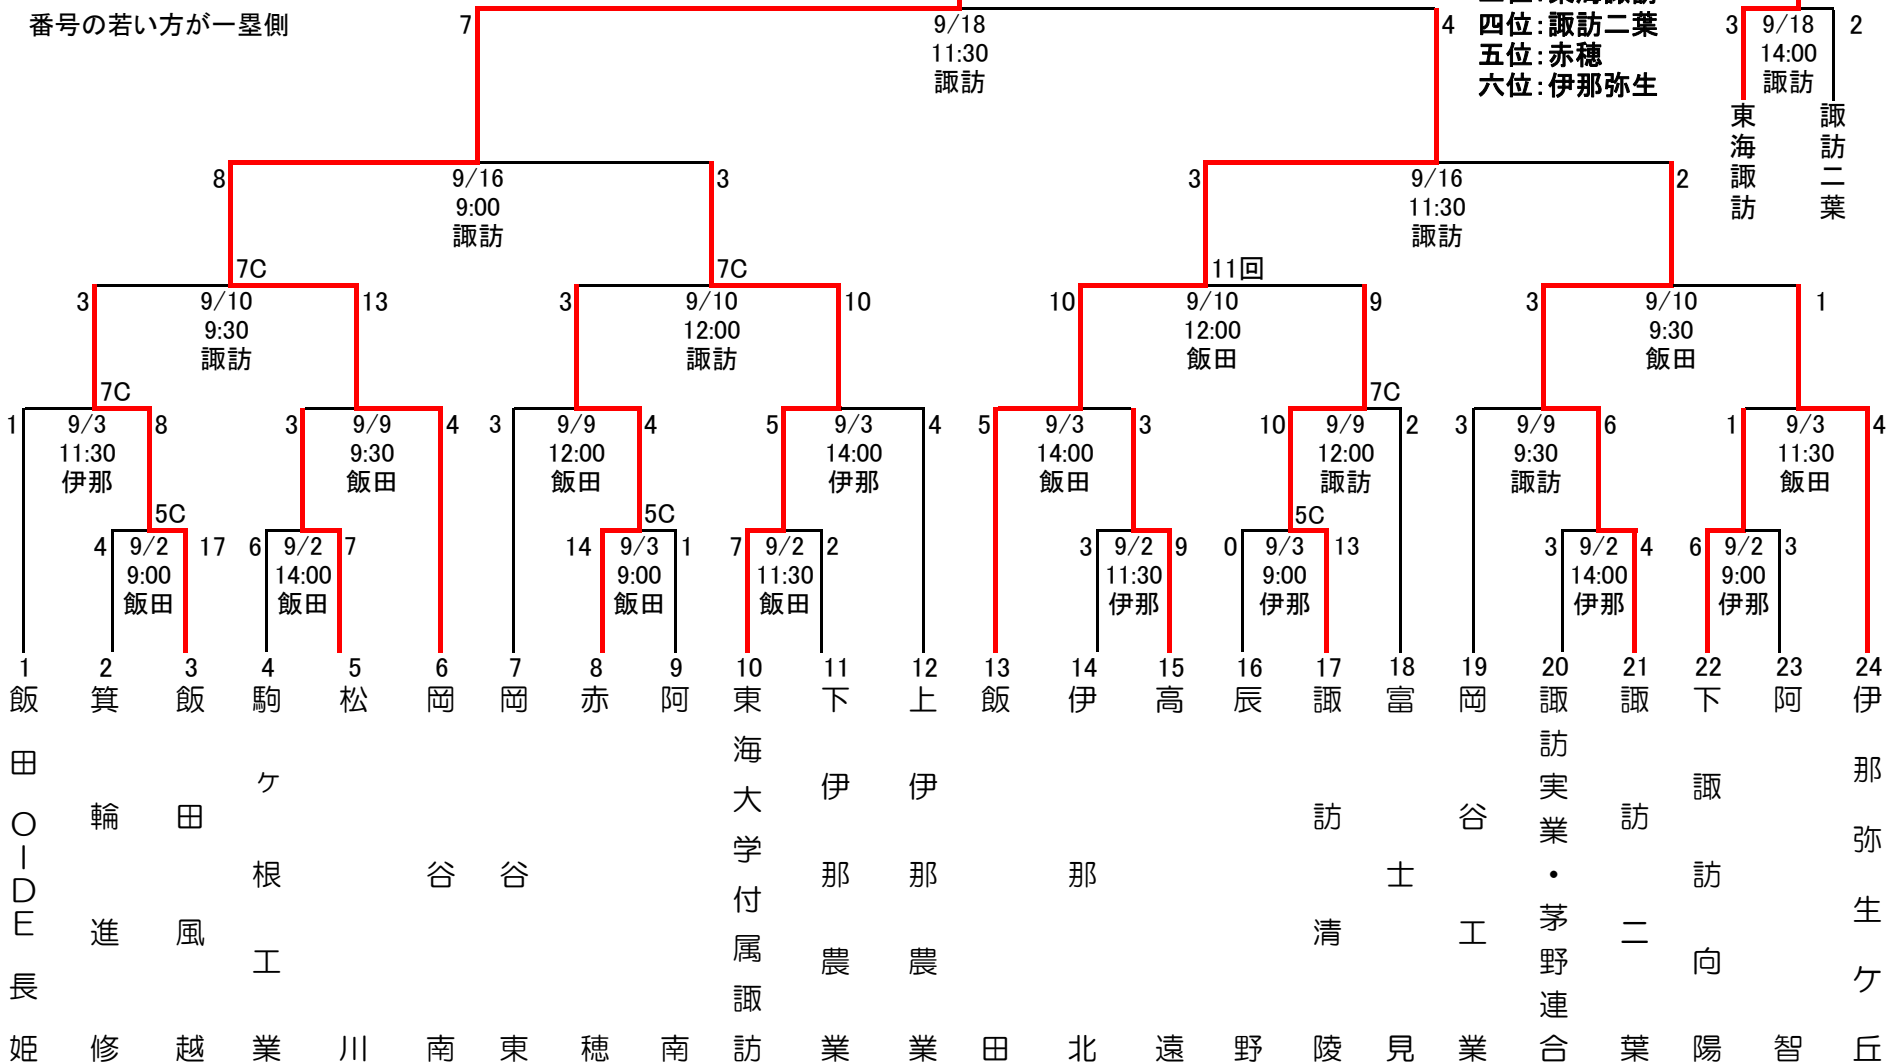 番号の若い方が一塁側
四位：諏訪二葉
五位：赤穂
六位：伊那弥生
7 9/18 11:30 諏訪 4
3 9/18 14:00 諏訪 2
東海諏訪
諏訪二葉
8 9/16 9:00 諏訪 3
3 9/16 11:30 諏訪 2
7C
3 9/10 9:30 諏訪 13
7C
3 9/10 12:00 諏訪 10
11回
10 9/10 12:00 飯田 9
3 9/10 9:30 飯田 1
7C
1 9/3 11:30 伊那 8
3 9/9 9:30 飯田 4
3 9/9 12:00 飯田 4
5 9/3 14:00 伊那 4
5 9/3 14:00 飯田 3
7C
10 9/9 12:00 諏訪 2
3 9/9 9:30 諏訪 6
1 9/3 11:30 飯田 4
5C
4 9/2 9:00 飯田 17
6 9/2 14:00 飯田 7
5C
14 9/3 9:00 飯田 1
7 9/2 11:30 飯田 2
3 9/2 11:30 伊那 9
5C
0 9/3 9:00 伊那 13
3 9/2 14:00 伊那 4
6 9/2 9:00 伊那 3
1 飯田OIDE長姫
2 箕輪進修
3 飯田風越
4 駒ヶ根工業
5 松川
6 岡谷南
7 岡谷東
8 赤穂
9 阿南
10 東海大学付属諏訪
11 下伊那農業
12 上伊那農業
13 飯田
14 伊那北
15 高遠
16 辰野
17 諏訪清陵
18 富士見
19 岡谷工業
20 諏訪実業・茅野連合
21 諏訪二葉
22 下諏訪向陽
23 阿智
24 伊那弥生ケ丘